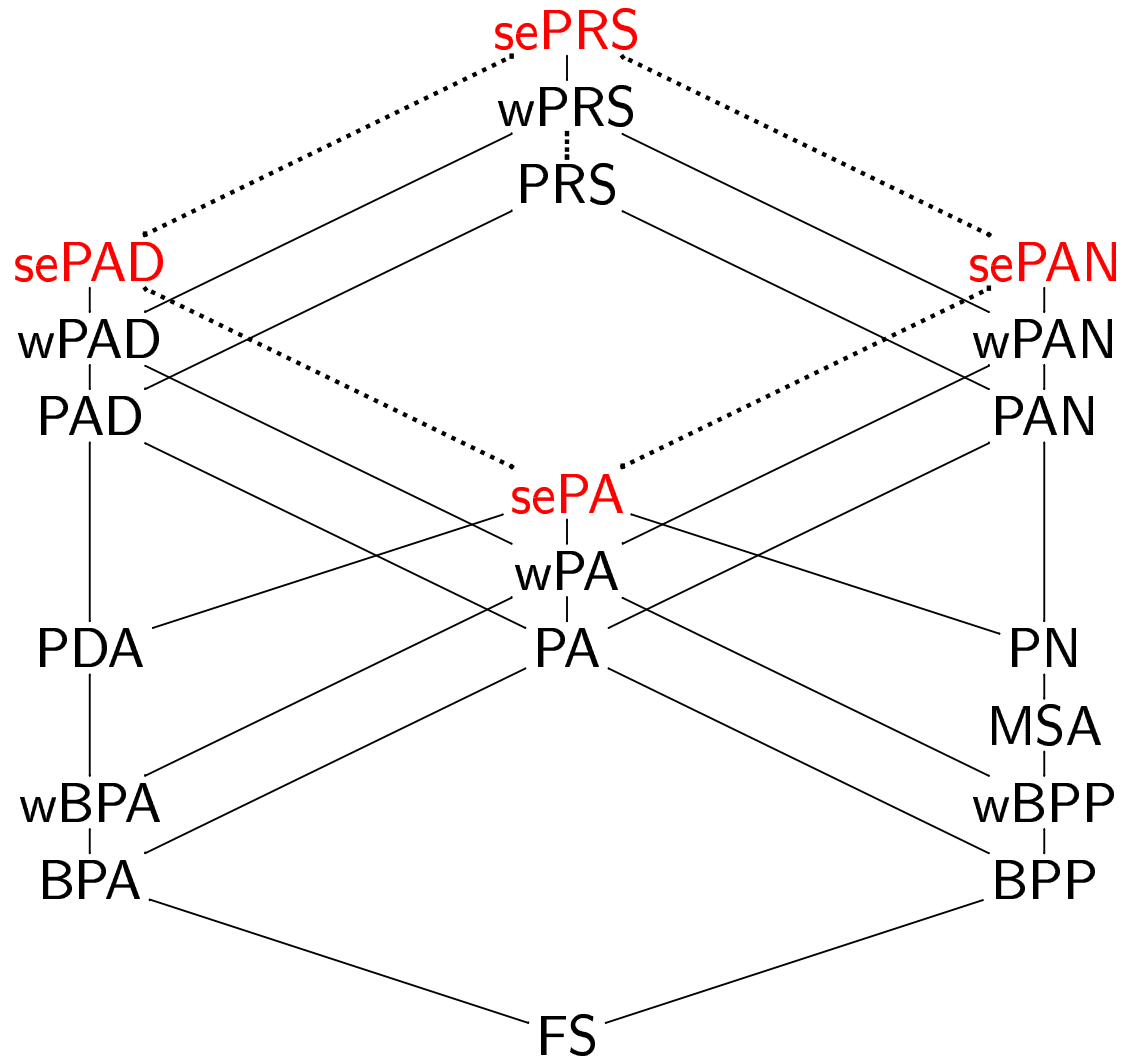 sePRS
wPRS
PRS
sePAD sePAN
wPAD wPAN
PAD PAN
sePA
wPA
PDA PA PN
MSA
wBPA wBPP
BPA BPP
FS